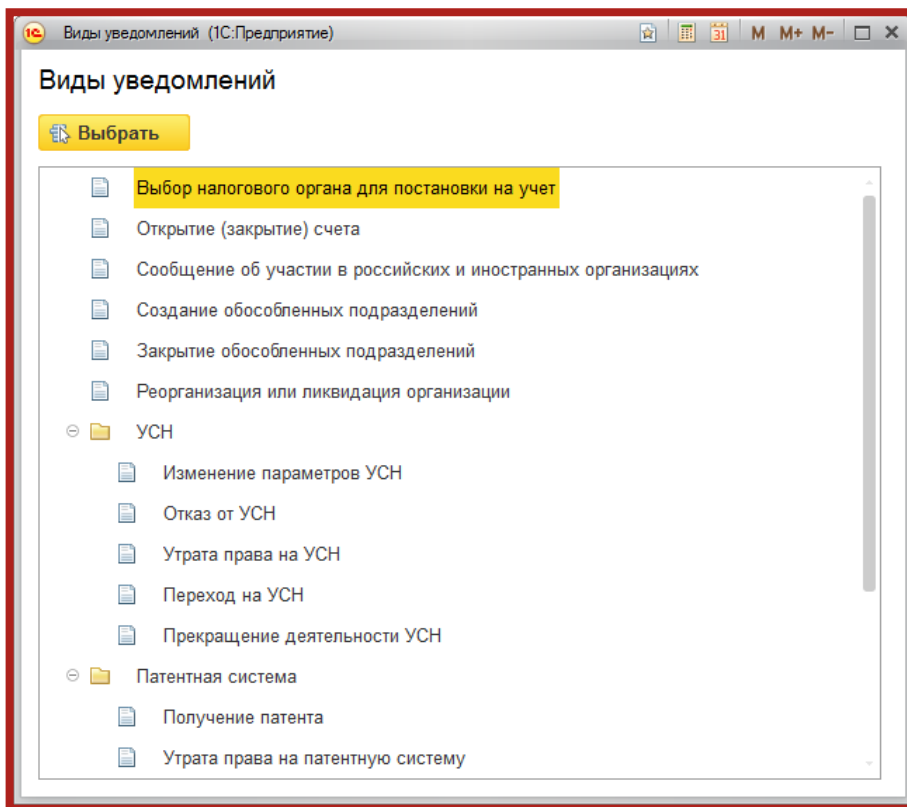 1С Виды уведомлений (1С:Предприятие) 31 M M+ M-
Виды уведомлений
Выбрать
Выбор налогового органа для постановки на учет
Открытие (закрытие) счета
Сообщение об участии в российских и иностранных организациях
Создание обособленных подразделений
Закрытие обособленных подразделений
Реорганизация или ликвидация организации
УСН
Изменение параметров УСН
Отказ от УСН
Утрата права на УСН
Переход на УСН
Прекращение деятельности УСН
Патентная система
Получение патента
Утрата права на патентную систему